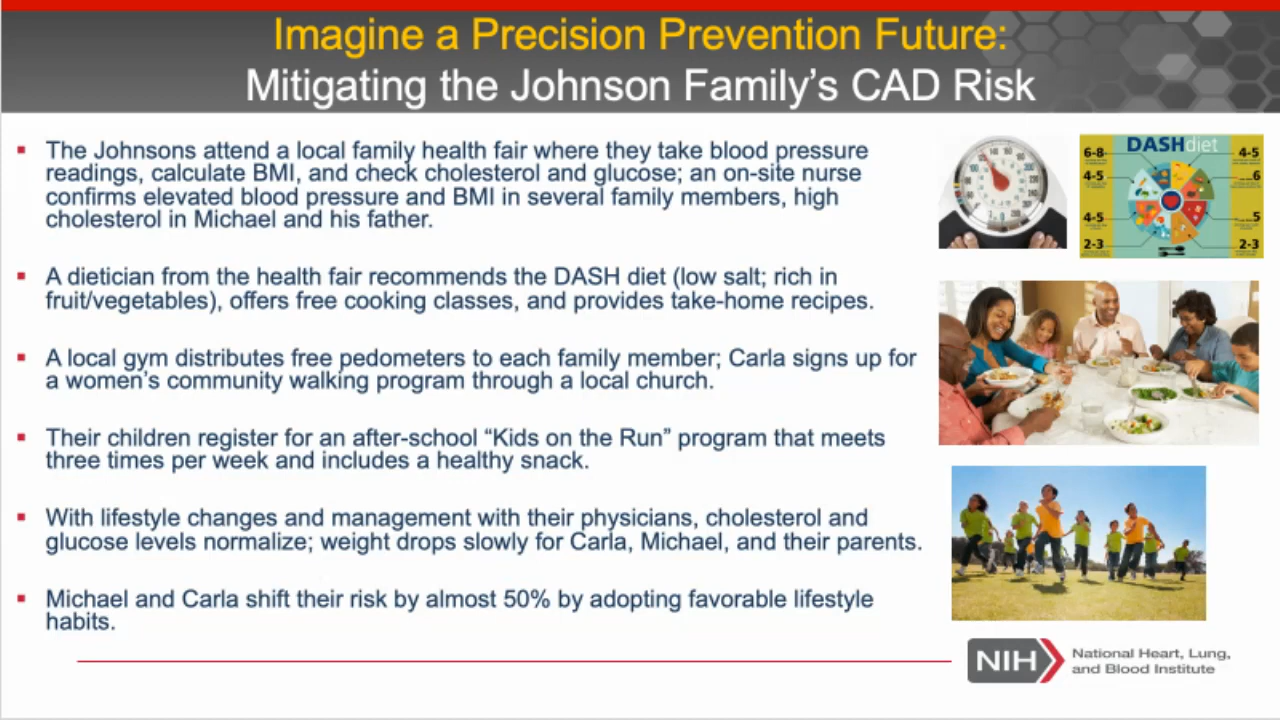 Imagine a Precision Prevention Future:
Mitigating the Johnson Family's CAD Risk
The Johnsons attend a local family health fair where they take blood pressure
readings, calculate BMI, and check cholesterol and glucose; an on-site nurse
confirms elevated blood pressure and BMI in several family members, high
cholesterol in Michael and his father.
A dietician from the health fair recommends the DASH diet (low salt; rich in
fruit/vegetables), offers free cooking classes, and provides take-home recipes.
A local gym distributes free pedometers to each family member; Carla signs up for
a women's community walking program through a local church.
Their children register for an after-school “Kids on the Run” program that meets
three times per week and includes a healthy snack.
With lifestyle changes and management with their physicians, cholesterol and
glucose levels normalize; weight drops slowly for Carla, Michael, and their parents.
Michael and Carla shift their risk by almost 50% by adopting favorable lifestyle
habits.
DASHdiet
6-8
4-5
4-5
2-3
4-5
6
5
2-3
NIH
National Heart, Lung,
and Blood Institute